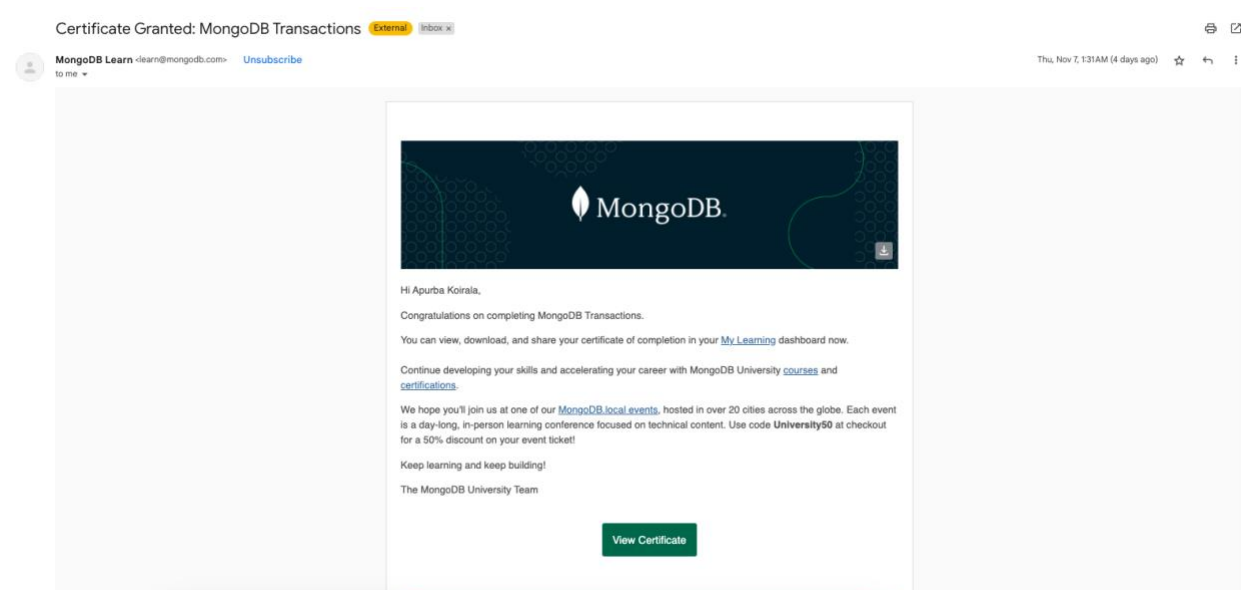 Certificate Granted: MongoDB Transactions External Inbox ×
MongoDB Learn <learn@mongodb.com> Unsubscribe Thu, Nov 7, 1:31 AM (4 days ago)
to me
MongoDB.
Hi Apurba Koirala,
Congratulations on completing MongoDB Transactions.
You can view, download, and share your certificate of completion in your My Learning dashboard now.
Continue developing your skills and accelerating your career with MongoDB University courses and
certifications.
We hope you'll join us at one of our MongoDB.local events, hosted in over 20 cities across the globe. Each event
is a day-long, in-person learning conference focused on technical content. Use code University50 at checkout
for a 50% discount on your event ticket!
Keep learning and keep building!
The MongoDB University Team
View Certificate